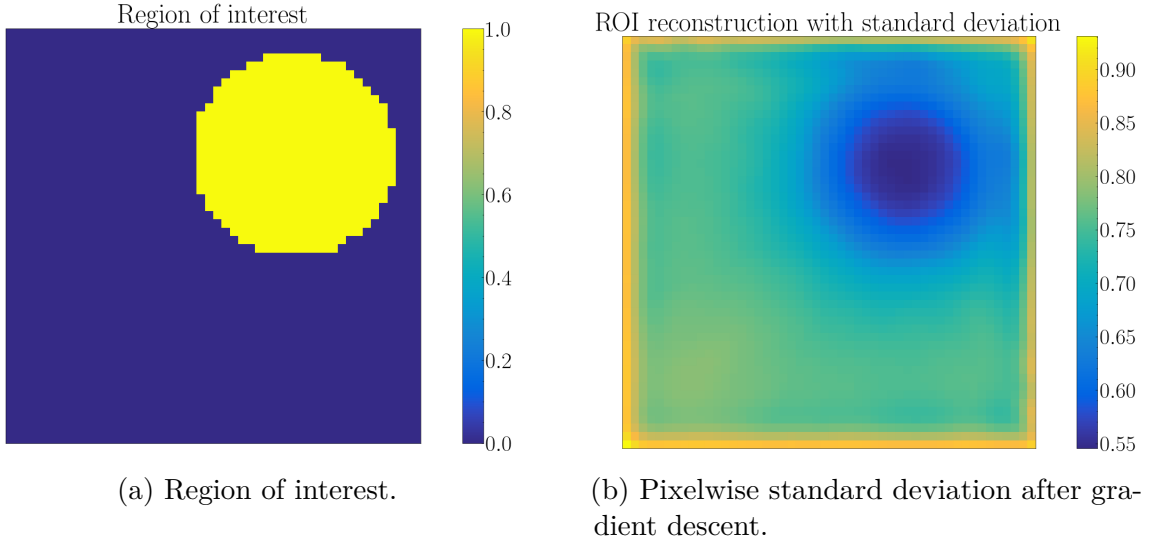 Region of interest
1.0
0.8
0.6
0.4
0.2
0.0
(a) Region of interest.
ROI reconstruction with standard deviation
0.90
0.85
0.80
0.75
0.70
0.65
0.60
0.55
(b) Pixelwise standard deviation after gra-
dient descent.